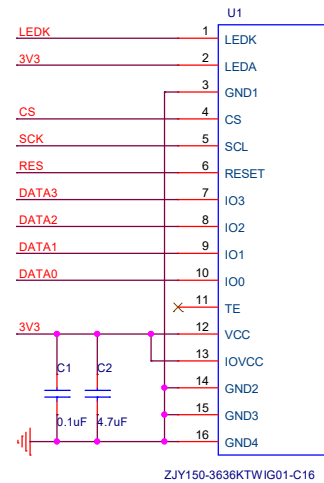 U1
LEDK 1 LEDK
3V3 2 LEDA
3 GND1
CS 4 CS
SCK 5 SCL
RES 6 RESET
DATA3 7 IO3
DATA2 8 IO2
DATA1 9 IO1
DATA0 10 IO0
11 TE
3V3 12 VCC
13 IOVCC
C1 C2
14 GND2
0.1uF 4.7uF 15 GND3
16 GND4
ZJY150-3636KTWIG01-C16